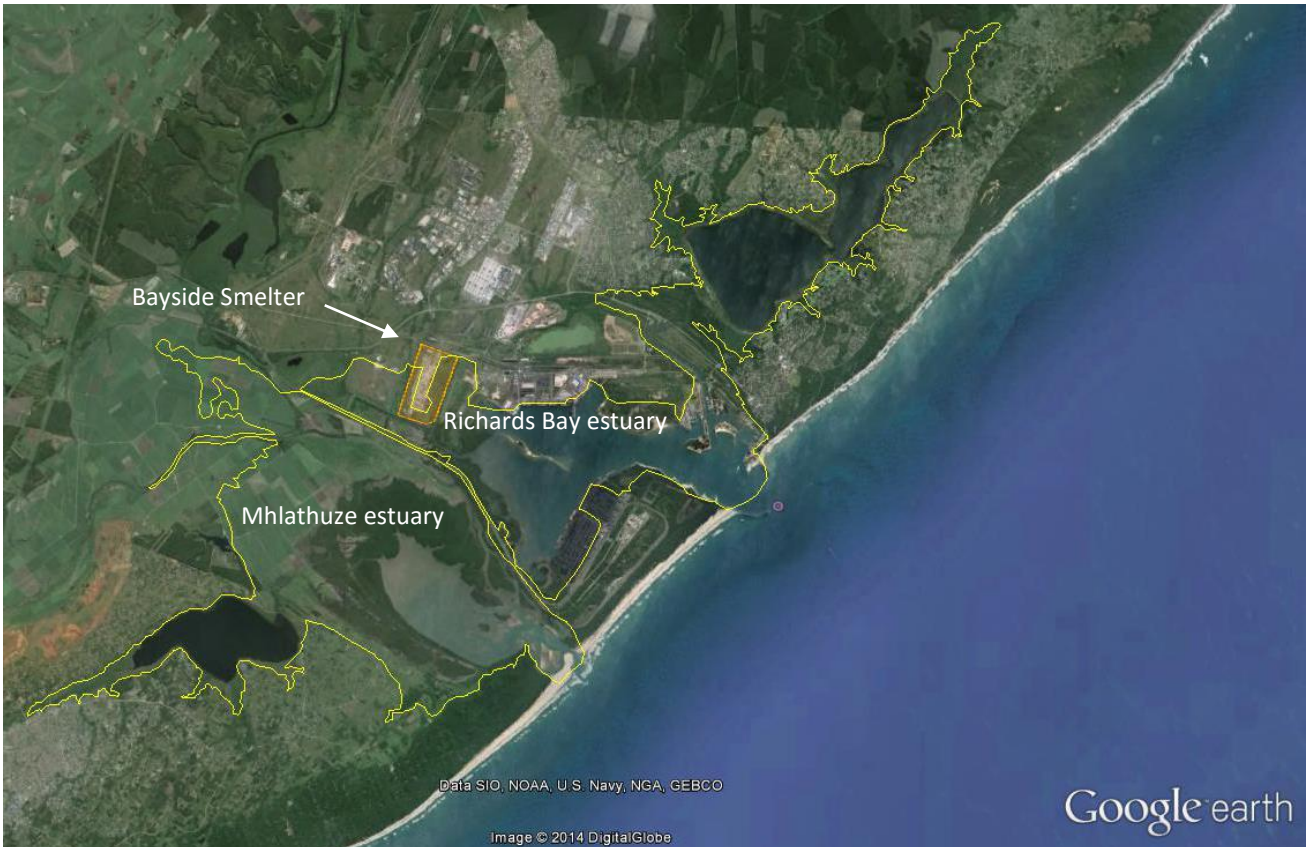 Bayside Smelter
Richards Bay estuary
Mhlathuze estuary
Data SIO, NOAA, U.S. Navy, NGA, GEBCO
Image © 2014 DigitalGlobe
Google earth